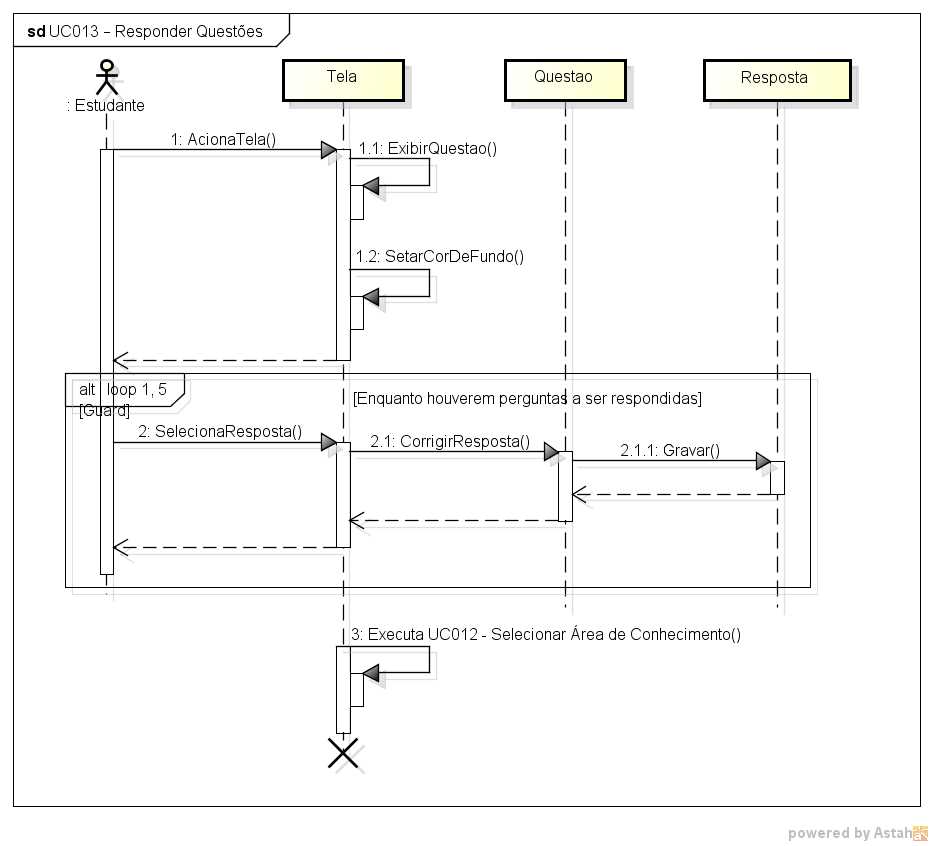 sd UC013 – Responder Questões
Tela
Questao
Resposta
: Estudante
1: AcionaTela()
1.1: ExibirQuestao()
1.2: SetarCorDeFundo()
alt loop 1, 5
[Enquanto houverem perguntas a ser respondidas]
[Guard]
2: SelecionaResposta()
2.1: CorrigirResposta()
2.1.1: Gravar()
3: Executa UC012 - Selecionar Área de Conhecimento()
powered by Astah